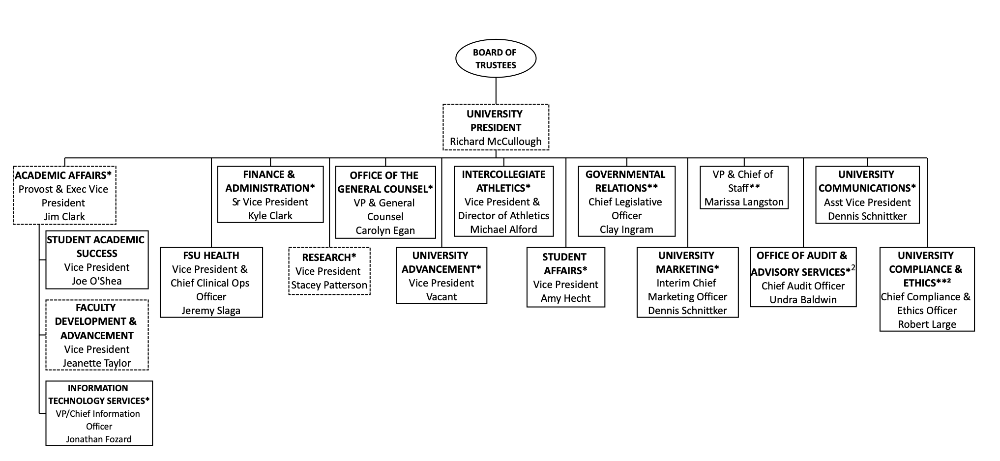 BOARD OF
TRUSTEES
UNIVERSITY
PRESIDENT
Richard McCullough
ACADEMIC AFFAIRS*
Provost & Exec Vice
President
Jim Clark
STUDENT ACADEMIC
SUCCESS
Vice President
Joe O'Shea
FACULTY
DEVELOPMENT &
ADVANCEMENT
Vice President
Jeanette Taylor
INFORMATION
TECHNOLOGY SERVICES*
VP/Chief Information
Officer
Jonathan Fozard
FSU HEALTH
Vice President &
Chief Clinical Ops
Officer
Jeremy Slaga
FINANCE &
ADMINISTRATION*
Sr Vice President
Kyle Clark
RESEARCH*
Vice President
Stacey Patterson
OFFICE OF THE
GENERAL COUNSEL*
VP & General
Counsel
Carolyn Egan
UNIVERSITY
ADVANCEMENT*
Vice President
Vacant
INTERCOLLEGIATE
ATHLETICS*
Vice President &
Director of Athletics
Michael Alford
STUDENT
AFFAIRS*
Vice President
Amy Hecht
GOVERNMENTAL
RELATIONS**
Chief Legislative
Officer
Clay Ingram
UNIVERSITY
MARKETING*
Interim Chief
Marketing Officer
Dennis Schnittker
VP & Chief of
Staff**
Marissa Langston
OFFICE OF AUDIT &
ADVISORY SERVICES*²
Chief Audit Officer
Undra Baldwin
UNIVERSITY
COMMUNICATIONS*
Asst Vice President
Dennis Schnittker
UNIVERSITY
COMPLIANCE &
ETHICS**²
Chief Compliance &
Ethics Officer
Robert Large